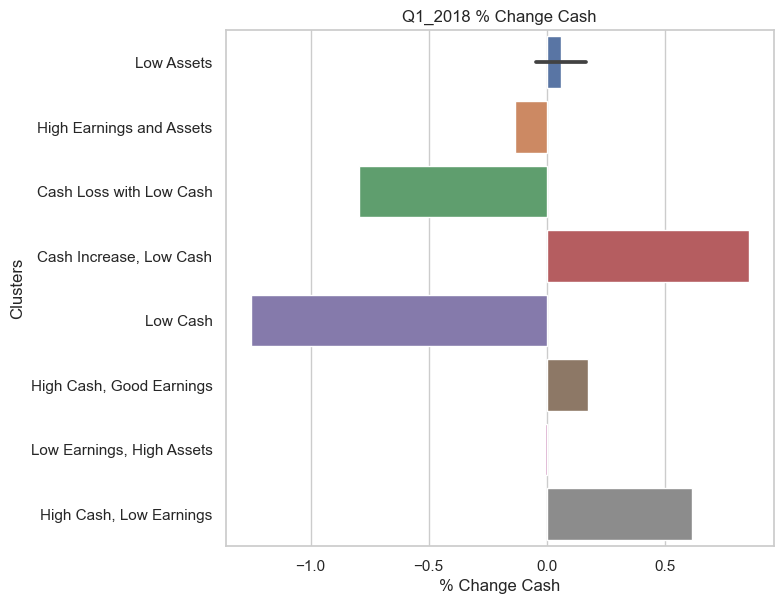 Q1_2018 % Change Cash
Low Assets
High Earnings and Assets
Cash Loss with Low Cash
Cash Increase, Low Cash
Low Cash
High Cash, Good Earnings
Low Earnings, High Assets
High Cash, Low Earnings
Clusters
−1.0 −0.5 0.0 0.5
% Change Cash